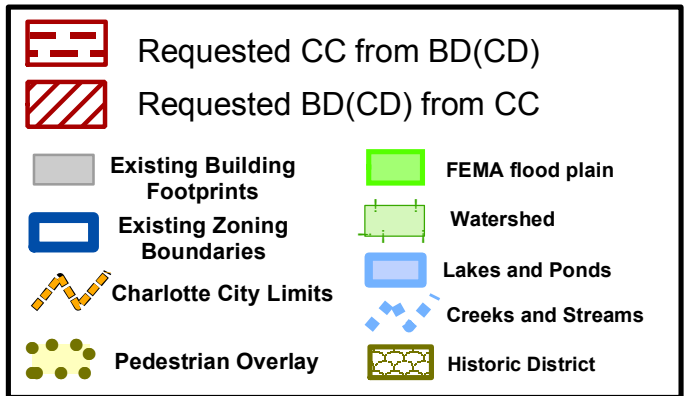 Requested CC from BD(CD)
Requested BD(CD) from CC
Existing Building
Footprints
Existing Zoning
Boundaries
Charlotte City Limits
Pedestrian Overlay
FEMA flood plain
Watershed
Lakes and Ponds
Creeks and Streams
Historic District